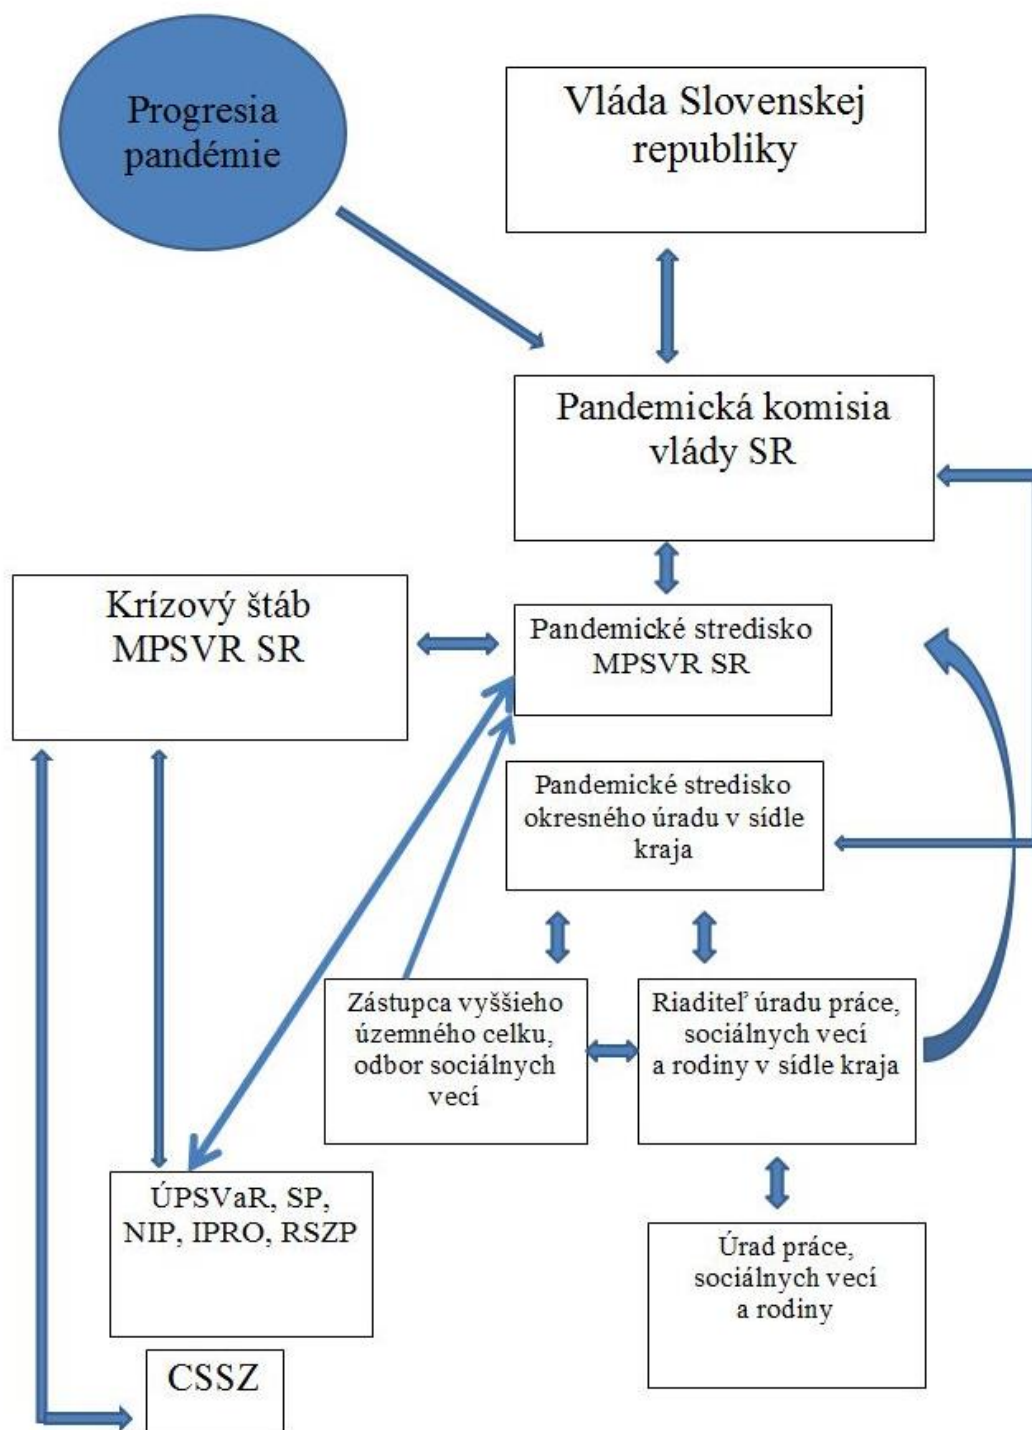 Progresia
pandémie
Vláda Slovenskej
republiky
Pandemická komisia
vlády SR
Krízový štáb
MPSVR SR
Pandemické stredisko
MPSVR SR
Pandemické stredisko
okresného úradu v sídle
kraja
Zástupca vyššieho
územného celku,
odbor sociálnych
vecí
Riaditeľ úradu práce,
sociálnych vecí
a rodiny v sídle kraja
ÚPSVaR, SP,
NIP, IPRO, RSZP
Úrad práce,
sociálnych vecí
a rodiny
CSSZ